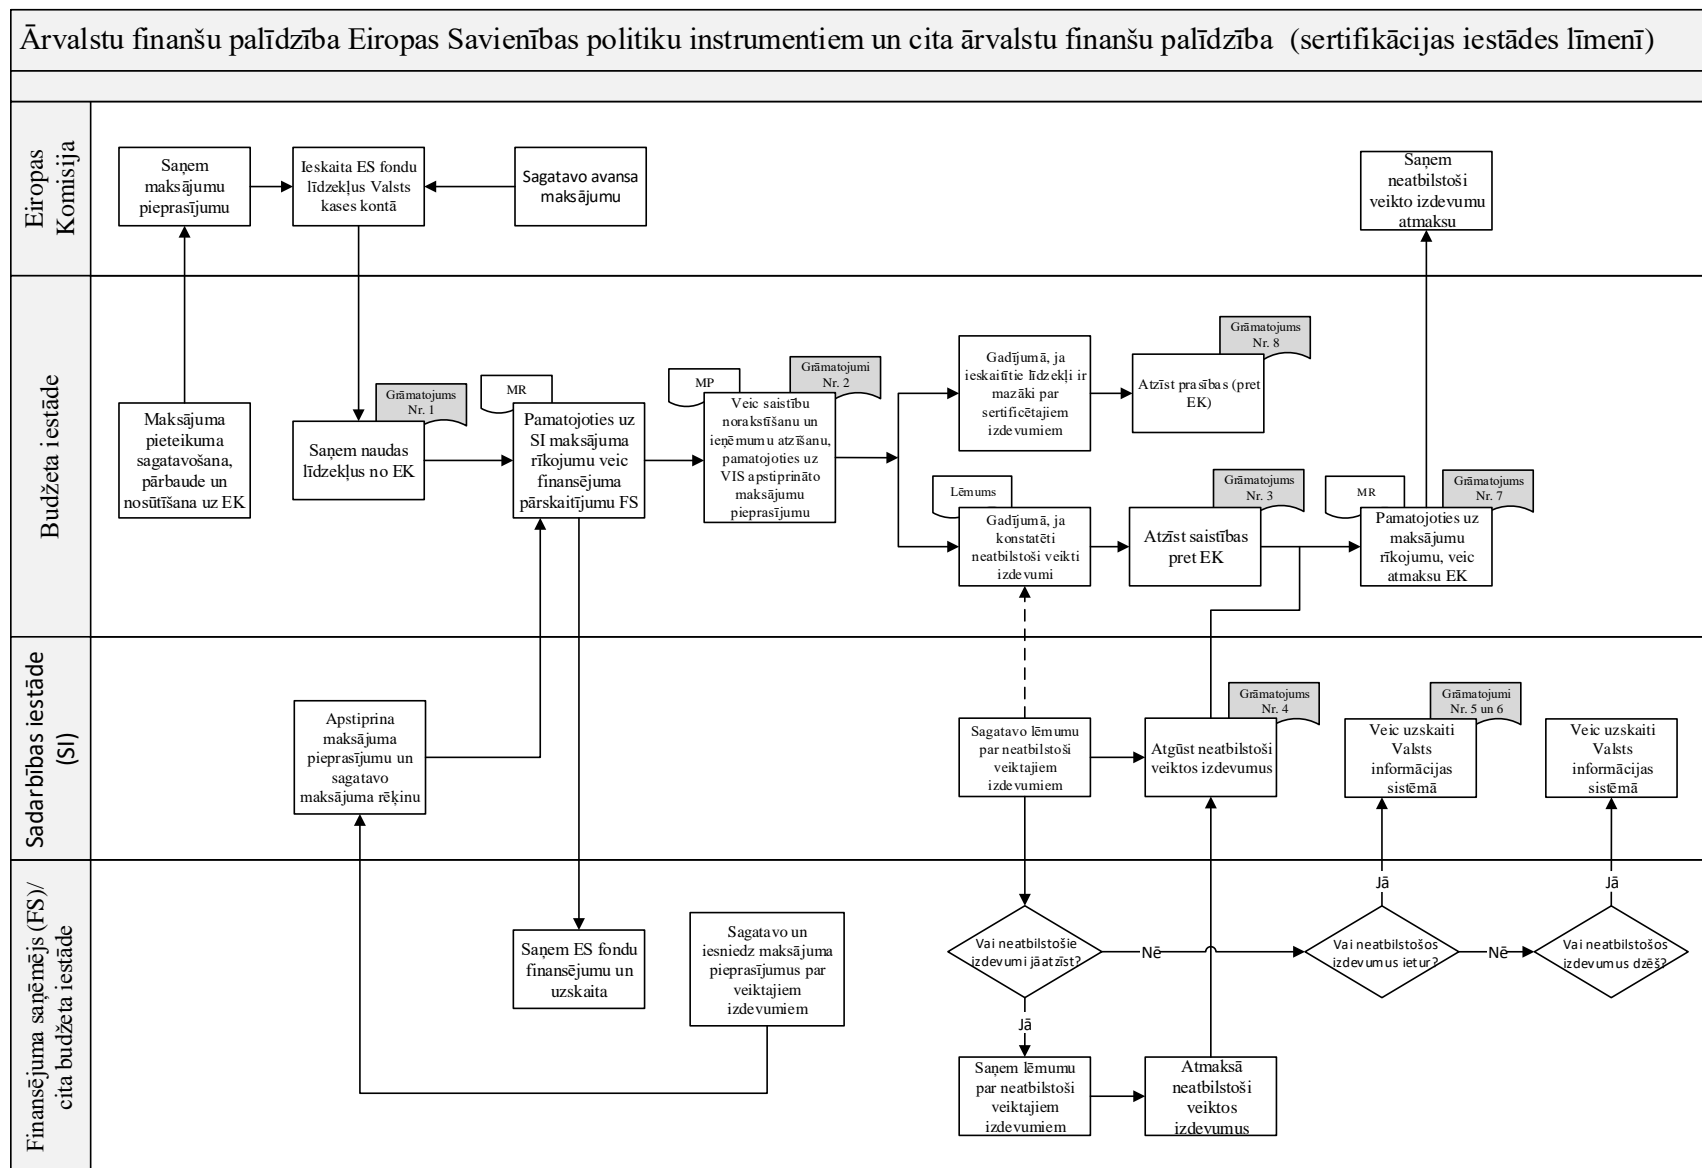 Ārvalstu finanšu palīdzība Eiropas Savienības politiku instrumentiem un cita ārvalstu finanšu palīdzība (sertifikācijas iestādes līmenī)
Eiropas
Komisija
Saņem
maksājumu
pieprasījumu
Ieskaita ES fondu
līdzekļus Valsts
kases kontā
Sagatavo avansa
maksājumu
Saņem
neatbilstoši
veikto izdevumu
atmaksu
Budžeta iestāde
Maksājuma
pieteikuma
sagatavošana,
pārbaude un
nosūtīšana uz EK
Grāmatojums
Nr. 1
Saņem naudas
līdzekļus no EK
MR
Pamatojoties uz
SI maksājuma
rīkojumu veic
finansējuma
pārskaitījumu FS
MP
Grāmatojumi
Nr. 2
Veic saistību
norakstīšanu un
ieņēmumu atzīšanu,
pamatojoties uz
VIS apstiprināto
maksājumu
pieprasījumu
Gadījumā, ja
ieskaitītie līdzekļi ir
mazāki par
sertificētajiem
izdevumiem
Grāmatojums
Nr. 8
Atzīst prasības (pret
EK)
Lēmums
Gadījumā, ja
konstatēti
neatbilstoši veikti
izdevumi
Grāmatojums
Nr. 3
Atzīst saistības
pret EK
MR
Grāmatojums
Nr. 7
Pamatojoties uz
maksājumu
rīkojumu, veic
atmaksu EK
Sadarbības iestāde
(SI)
Apstiprina
maksājuma
pieprasījumu un
sagatavo
maksājuma rēķinu
Sagatavo lēmumu
par neatbilstoši
veiktajiem
izdevumiem
Grāmatojums
Nr. 4
Atgūst neatbilstoši
veiktos izdevumus
Grāmatojumi
Nr. 5 un 6
Veic uzskaiti
Valsts
informācijas
sistēmā
Veic uzskaiti
Valsts
informācijas
sistēmā
Finansējuma saņēmējs (FS)/
cita budžeta iestāde
Saņem ES fondu
finansējumu un
uzskaita
Sagatavo un
iesniedz maksājuma
pieprasījumus par
veiktajiem
izdevumiem
Vai neatbilstošie
izdevumi jāatzīst?
Nē
Jā
Vai neatbilstošos
izdevumus ietur?
Nē
Jā
Vai neatbilstošos
izdevumus dzēš?
Jā
Saņem lēmumu
par neatbilstoši
veiktajiem
izdevumiem
Atmaksā
neatbilstoši
veiktos
izdevumus